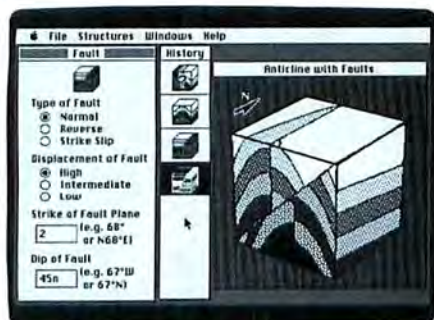 File Structures Windows Help
Fault
Type of Fault
Normal
Reverse
Strike Slip
Displacement of Fault
High
Intermediate
Low
Strike of Fault Plane
2
(e.g. 68°
or N68°E)
Dip of Fault
45n
(e.g. 67°W
or 67°N)
History
Anticline with Faults
N